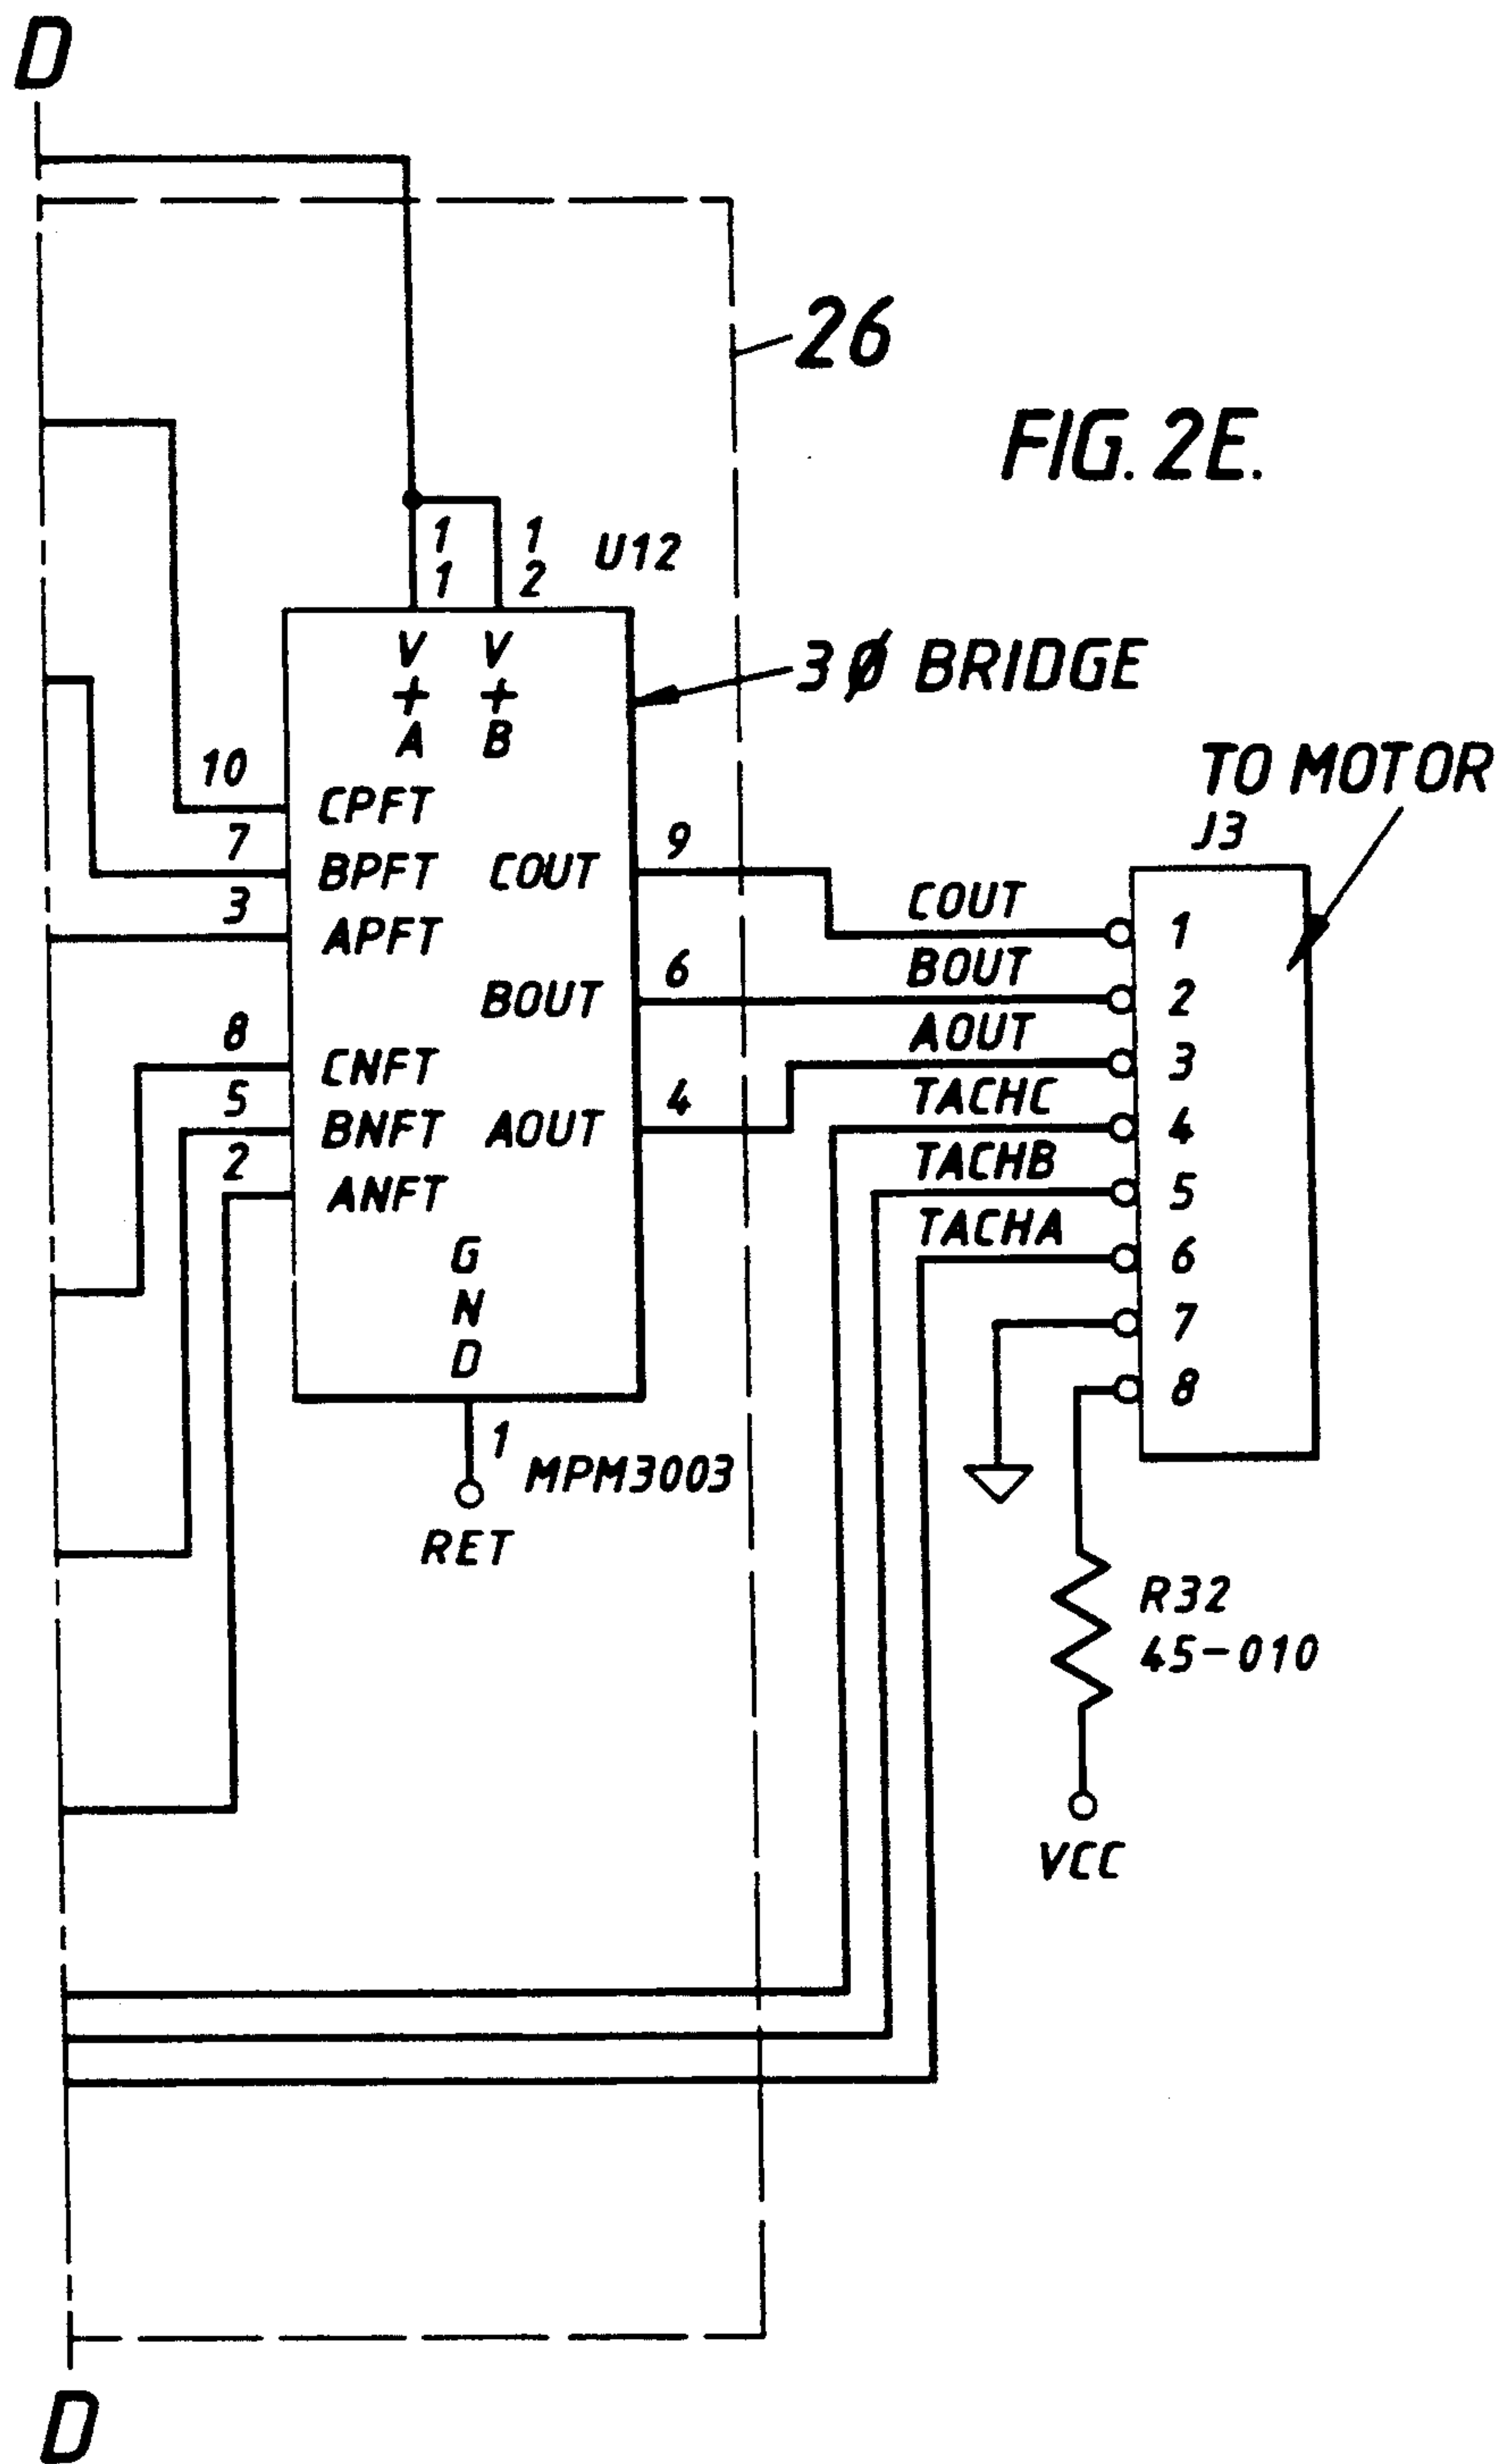 D
26
FIG. 2E.
1 1
1 2
U12
V V
+ +
A B
3 Ø BRIDGE
TO MOTOR
J3
10
CPFT
7
BPFT
3
APFT
8
CNFT
5
BNFT
2
ANFT
COUT
9
BOUT
6
AOUT
4
G
N
D
1
MPM3003
RET
COUT
1
BOUT
2
AOUT
3
TACHC
4
TACHB
5
TACHA
6
7
8
R32
45-010
VCC
D